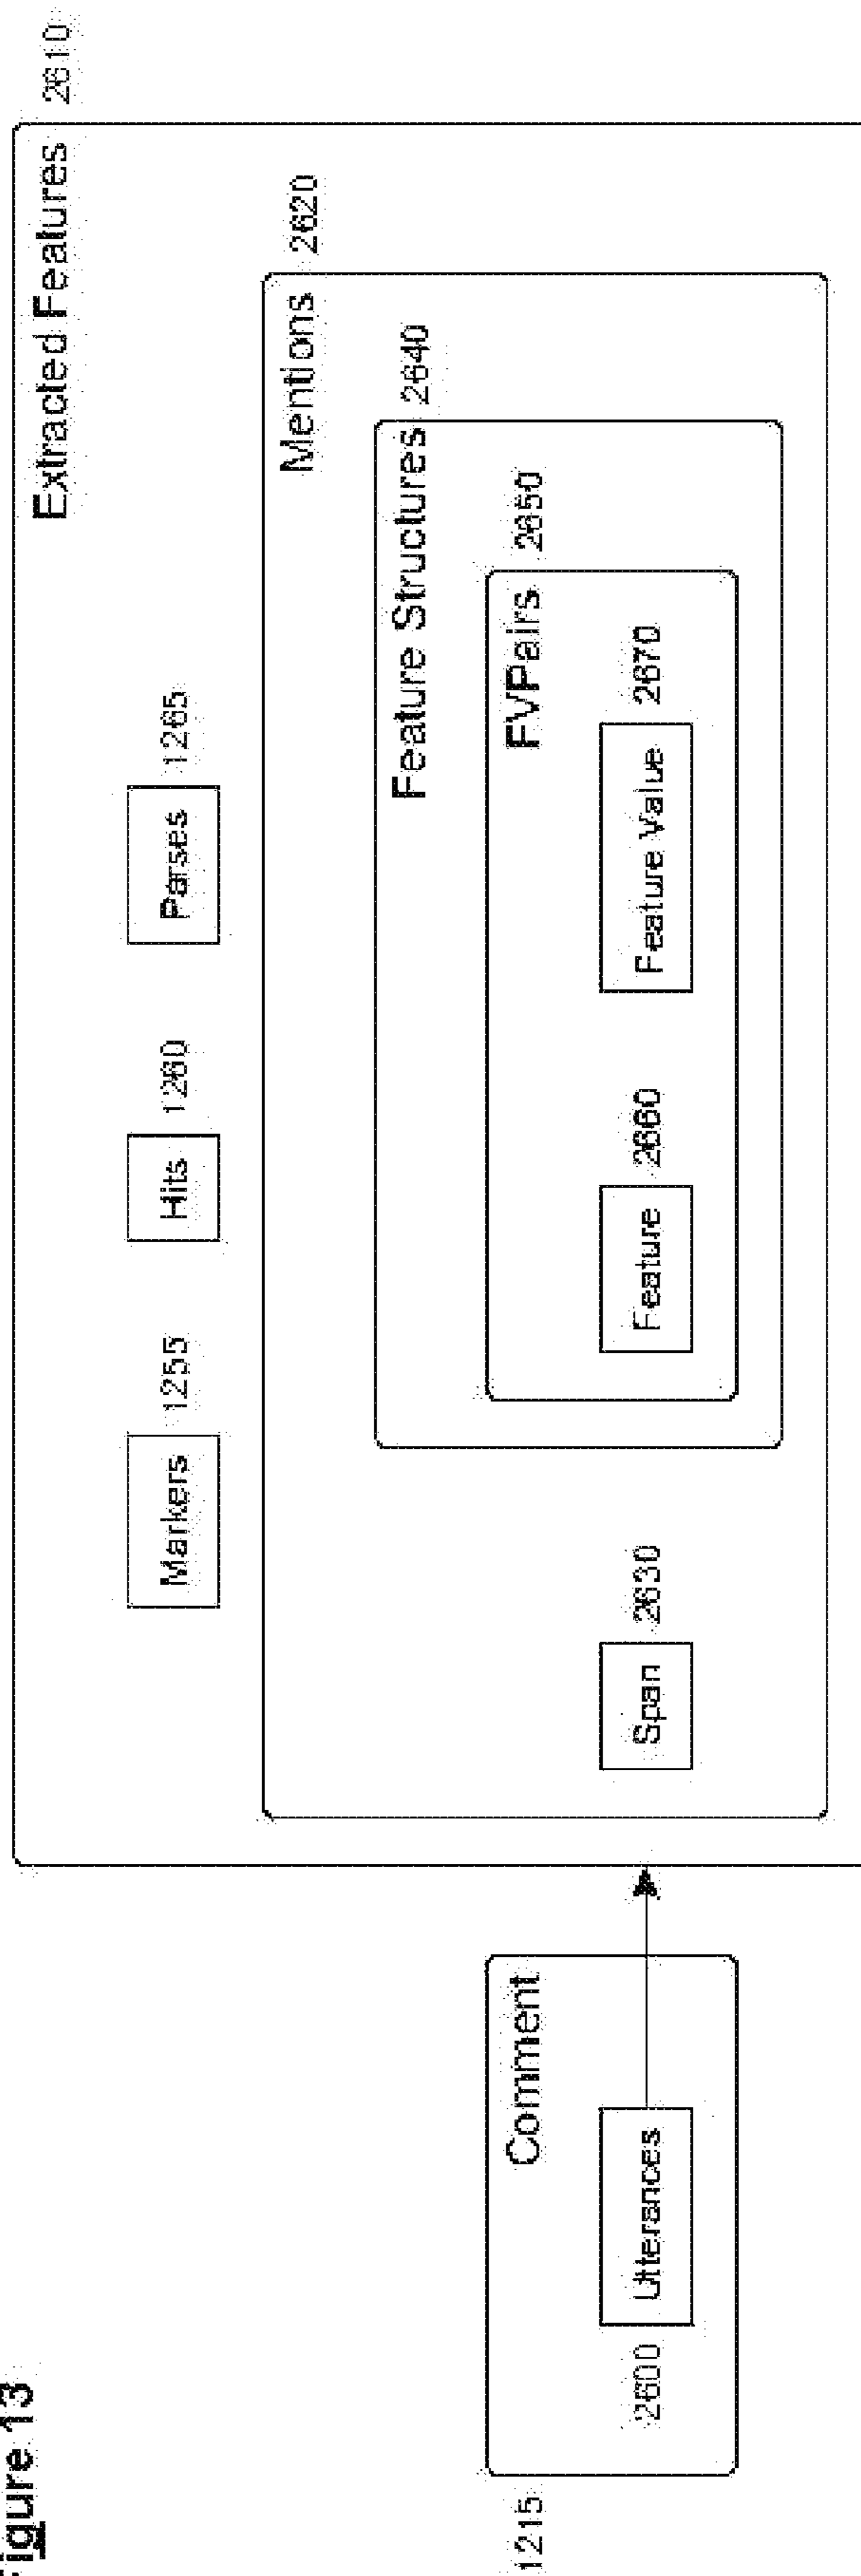 Figure 13
Extracted Features 2610
Markers 1255
Hits 1260
Parses 1265
Mentions 2620
Feature Structures 2640
FVPairs 2650
Comment
1215
2600 Utterances
Span 2630
Feature 2660
Feature Value 2670